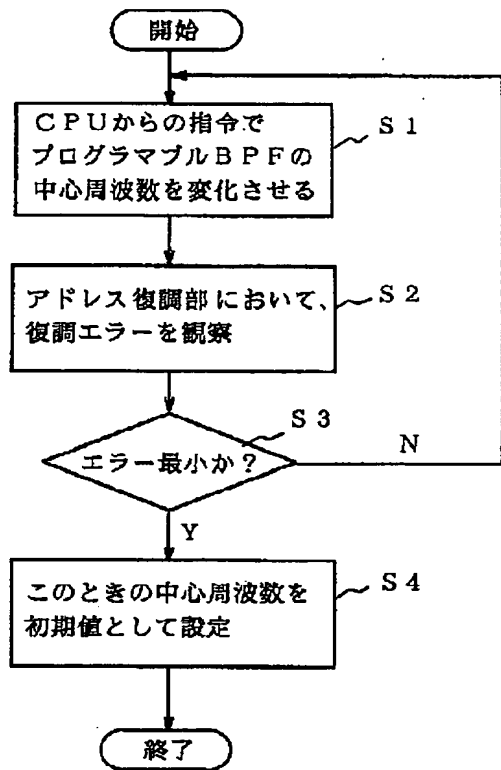 開始
CPUからの指令で
プログラマブルBPFの
中心周波数を変化させる
S1
アドレス復調部において、
復調エラーを観察
S2
S3
エラー最小か?
N
Y
このときの中心周波数を
初期値として設定
S4
終了